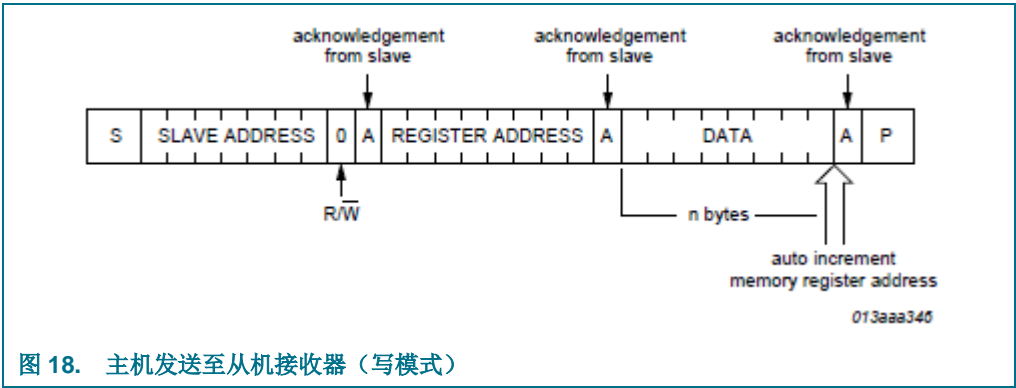 acknowledgement acknowledgement acknowledgement
from slave from slave from slave
S SLAVE ADDRESS 0 A REGISTER ADDRESS A DATA A P
R/W̅
n bytes
auto increment
memory register address
013aaa346
图 18. 主机发送至从机接收器（写模式）